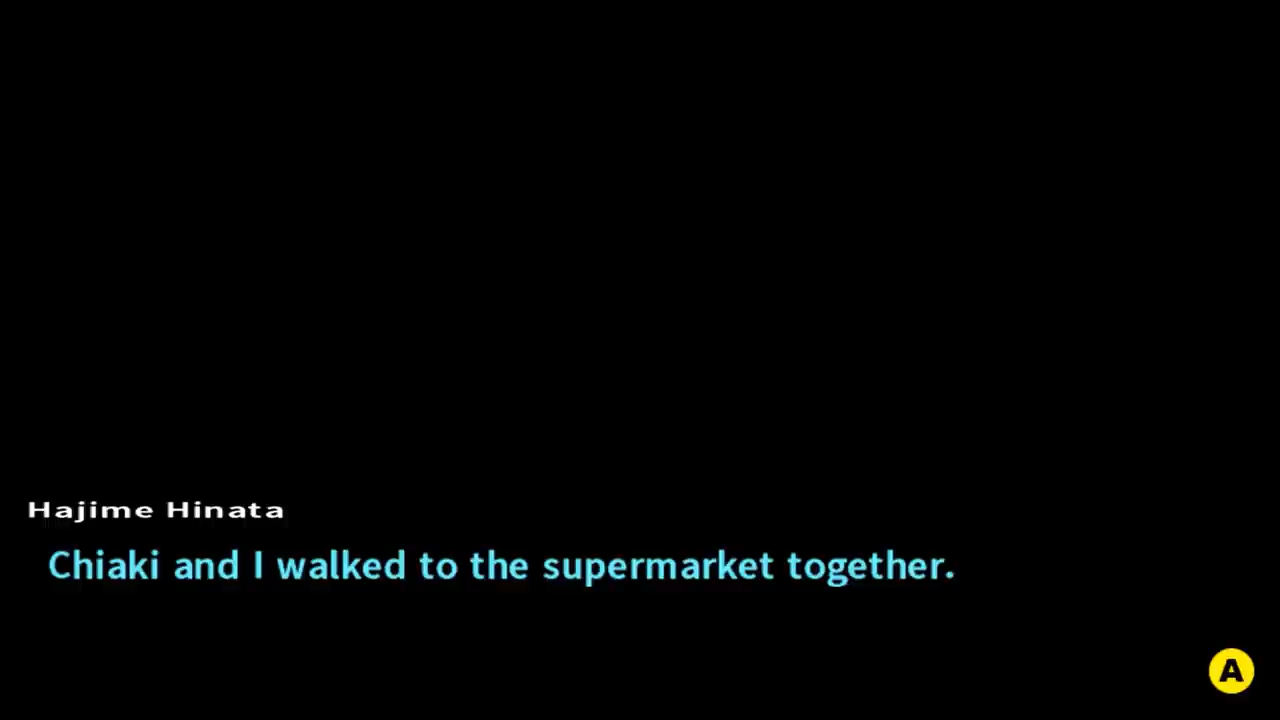 Hajime Hinata
Chiaki and I walked to the supermarket together.
A